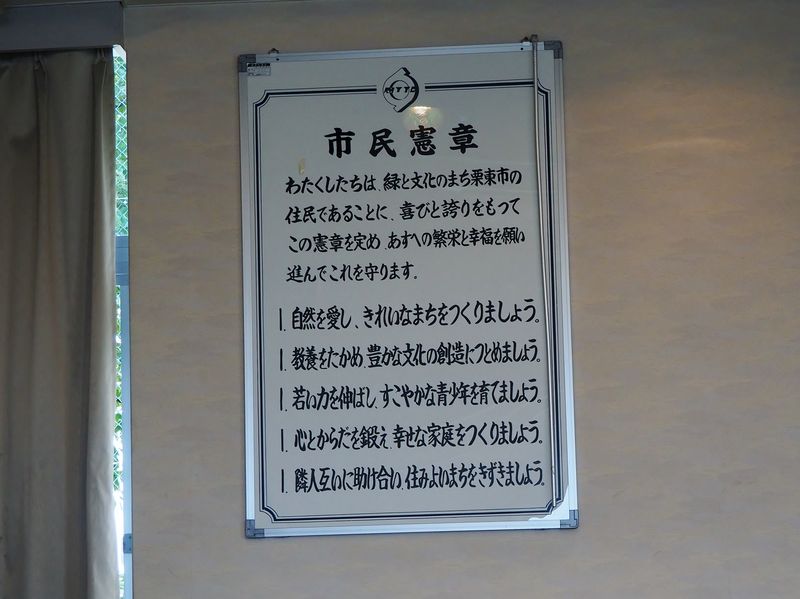 RITTO
市民憲章
わたくしたちは、緑と文化のまち栗東市の
住民であることに、喜びと誇りをもって
この憲章を定め、あすへの繁栄と幸福を願い
進んでこれを守ります。
1. 自然を愛し、きれいなまちをつくりましょう。
1. 教養をたかめ、豊かな文化の創造につとめましょう。
1. 若い力を伸ばし、すこやかな青少年を育てましょう。
1. 心とからだを鍛え、幸せな家庭をつくりましょう。
1. 隣人互いに助け合い、住みよいまちをきずきましょう。